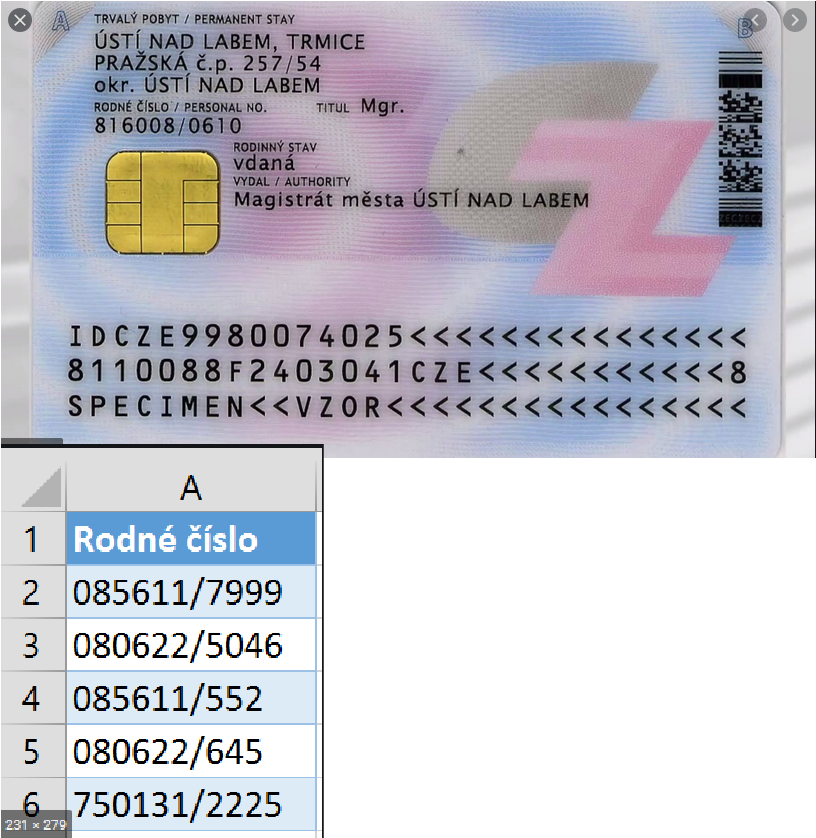 A
TRVALÝ POBYT / PERMANENT STAY
B
ÚSTÍ NAD LABEM, TRMICE
PRAŽSKÁ č.p. 257/54
okr. ÚSTÍ NAD LABEM
RODNÉ ČÍSLO / PERSONAL NO. TITUL Mgr.
816008/0610
RODINNÝ STAV
vdaná
VYDAL / AUTHORITY
Magistrát města ÚSTÍ NAD LABEM
CZ
IDCZE9980074025<<<<<<<<<<<<<<<
8110088F2403041CZE<<<<<<<<<<<8
SPECIMEN<<VZOR<<<<<<<<<<<<<<<<
A
1 Rodné číslo
2 085611/7999
3 080622/5046
4 085611/552
5 080622/645
6 750131/2225
231 × 279